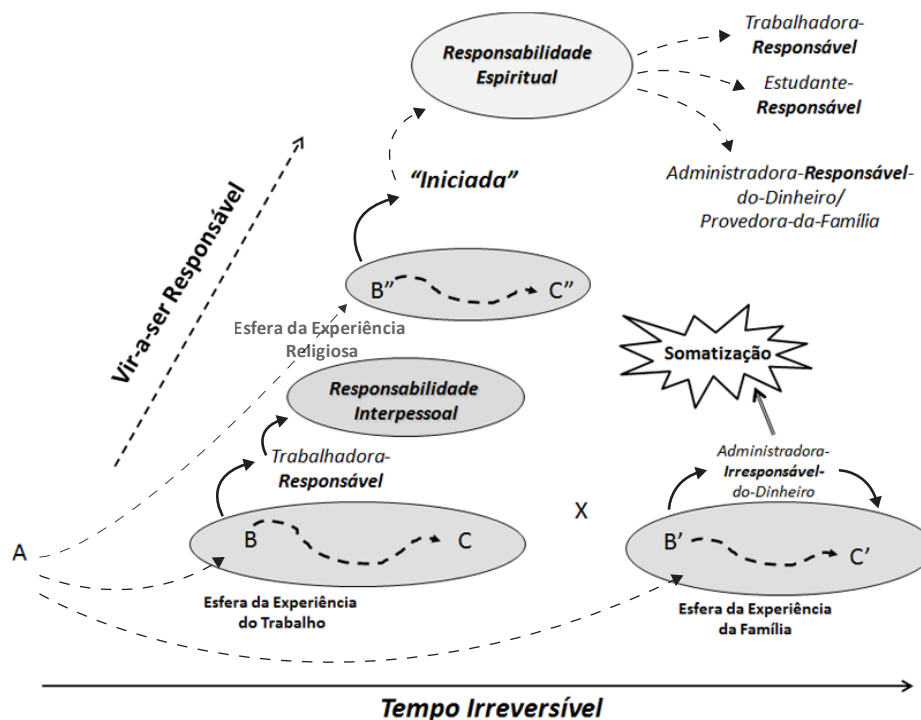 Trabalhadora-
Responsável
Responsabilidade
Espiritual
Estudante-
Responsável
Administradora-Responsável-
do-Dinheiro/
Provedora-da-Família
"Iniciada"
Vir-a-ser Responsável
B” C”
Esfera da Experiência
Religiosa
Somatização
Responsabilidade
Interpessoal
Trabalhadora-
Responsável
Administradora-
Irresponsável-
do-Dinheiro
X
A
B C
B’ C’
Esfera da Experiência
do Trabalho
Esfera da Experiência
da Família
Tempo Irreversível